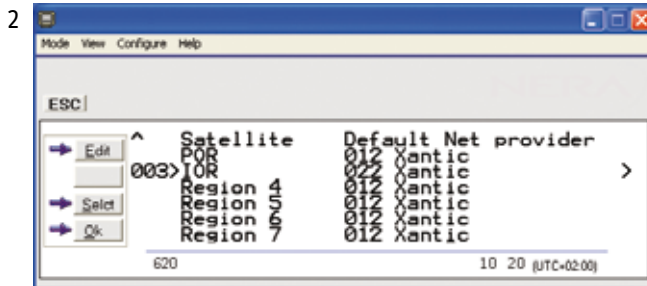 2
Mode View Configure Help
ESC
^ Satellite Default Net provider
Edit POR 012 Xantic
003>IOR 022 Xantic >
Region 4 012 Xantic
Selct Region 5 012 Xantic
Region 6 012 Xantic
Ok Region 7 012 Xantic
620 10 20 (UTC+02:00)